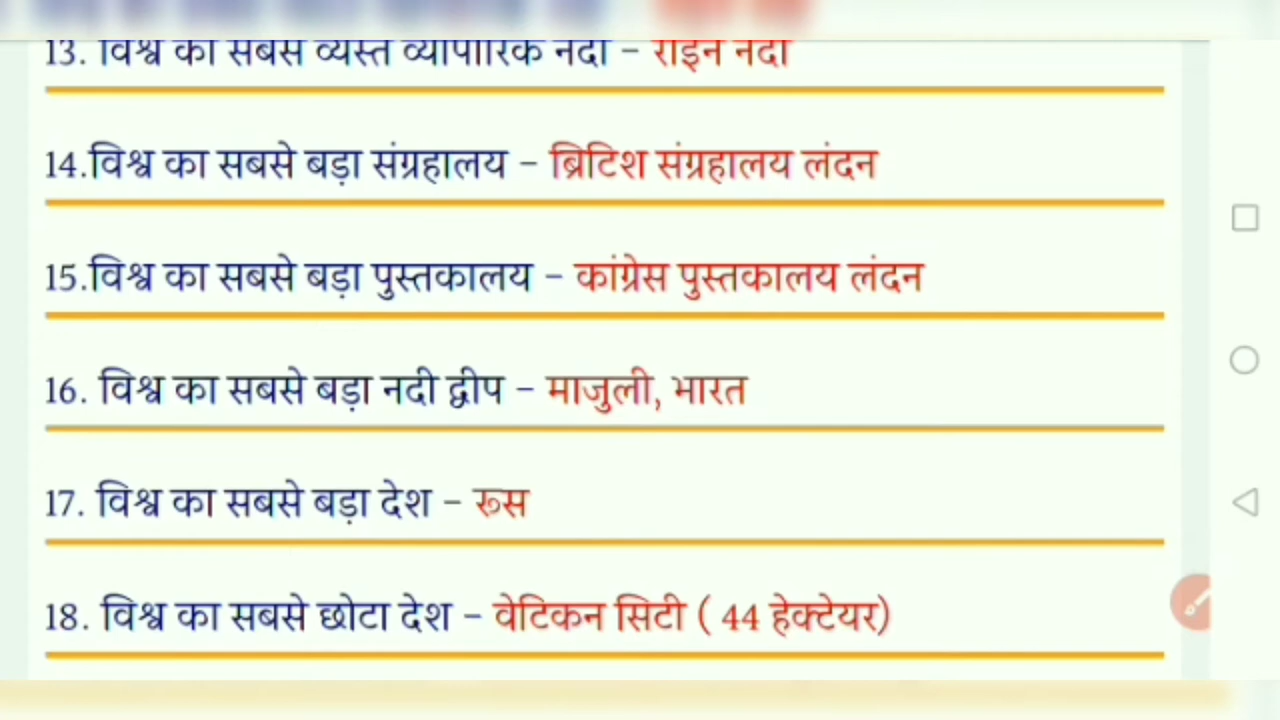 13. विश्व की सबसे व्यस्त व्यापारिक नदी – राइन नदी
14.विश्व का सबसे बड़ा संग्रहालय – ब्रिटिश संग्रहालय लंदन
15.विश्व का सबसे बड़ा पुस्तकालय – कांग्रेस पुस्तकालय लंदन
16. विश्व का सबसे बड़ा नदी द्वीप – माजुली, भारत
17. विश्व का सबसे बड़ा देश – रूस
18. विश्व का सबसे छोटा देश – वेटिकन सिटी ( 44 हेक्टेयर)